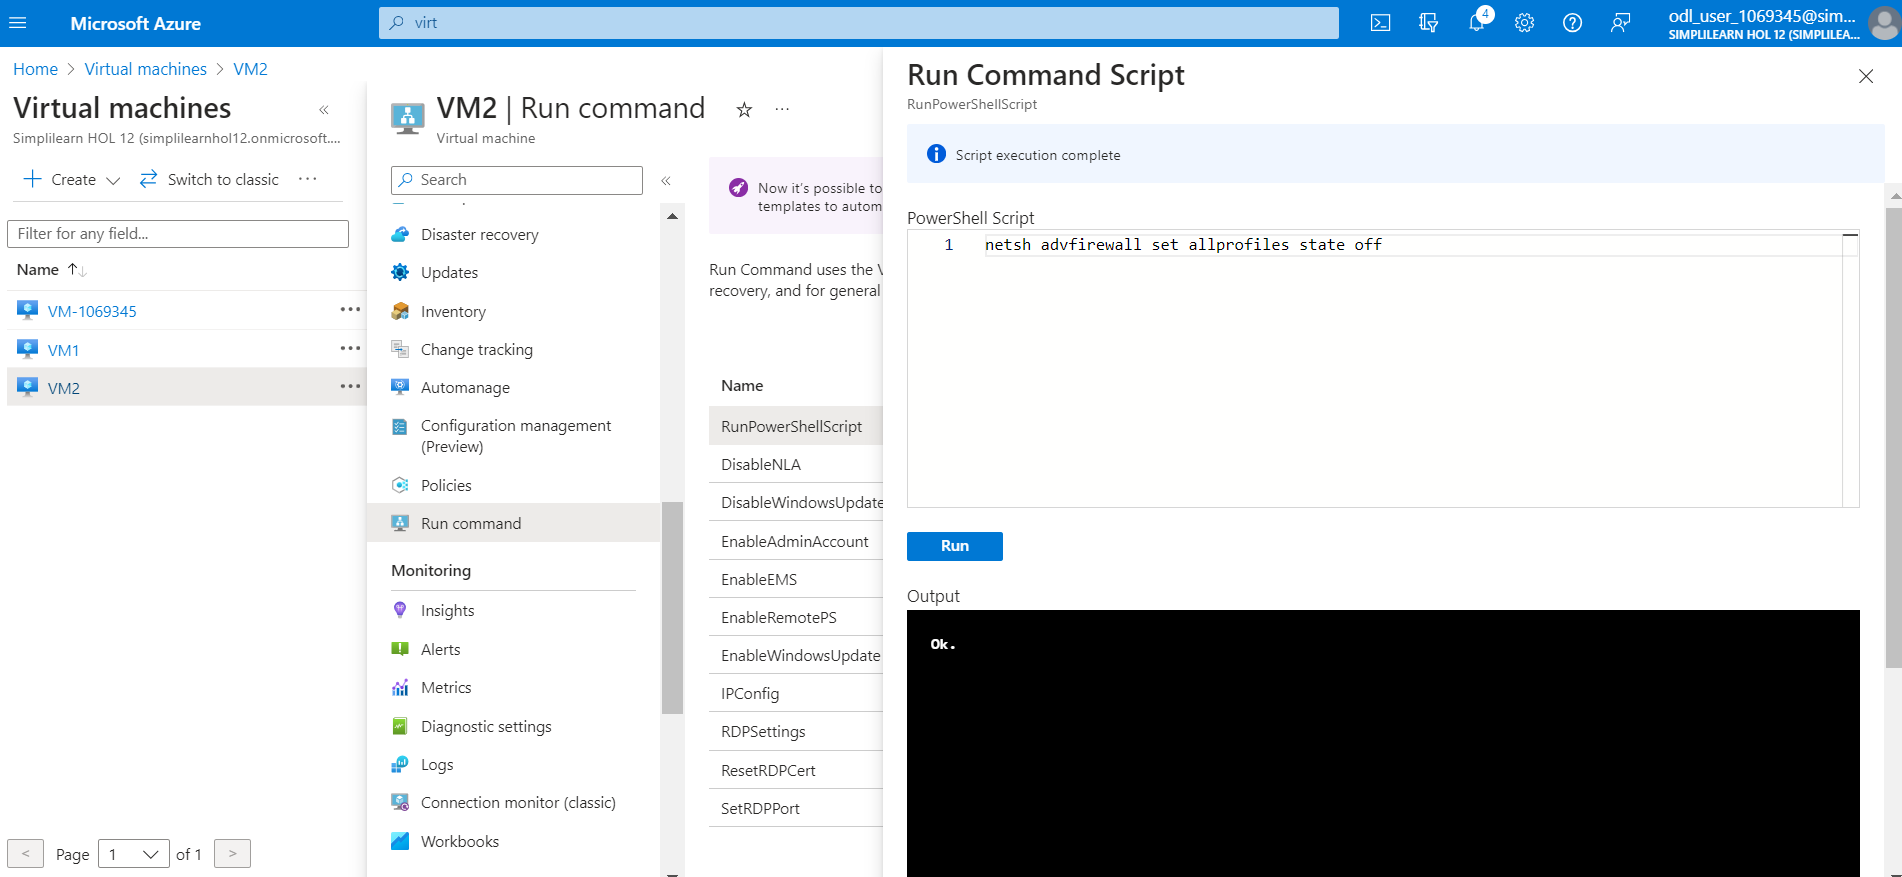 Microsoft Azure
virt
4
odl_user_1069345@sim...
SIMPLILEARN HOL 12 (SIMPLILEA...
Home > Virtual machines > VM2
Virtual machines
Simplilearn HOL 12 (simplilearnhol12.onmicrosoft....
Create
Switch to classic
Filter for any field...
Name
VM-1069345
VM1
VM2
< Page 1 of 1 >
VM2 | Run command
Virtual machine
Search
Disaster recovery
Updates
Inventory
Change tracking
Automanage
Configuration management
(Preview)
Policies
Run command
Monitoring
Insights
Alerts
Metrics
Diagnostic settings
Logs
Connection monitor (classic)
Workbooks
Now it's possible to
templates to autom
Run Command uses the V
recovery, and for general
Name
RunPowerShellScript
DisableNLA
DisableWindowsUpdate
EnableAdminAccount
EnableEMS
EnableRemotePS
EnableWindowsUpdate
IPConfig
RDPSettings
ResetRDPCert
SetRDPPort
Run Command Script
RunPowerShellScript
Script execution complete
PowerShell Script
1 netsh advfirewall set allprofiles state off
Run
Output
Ok.